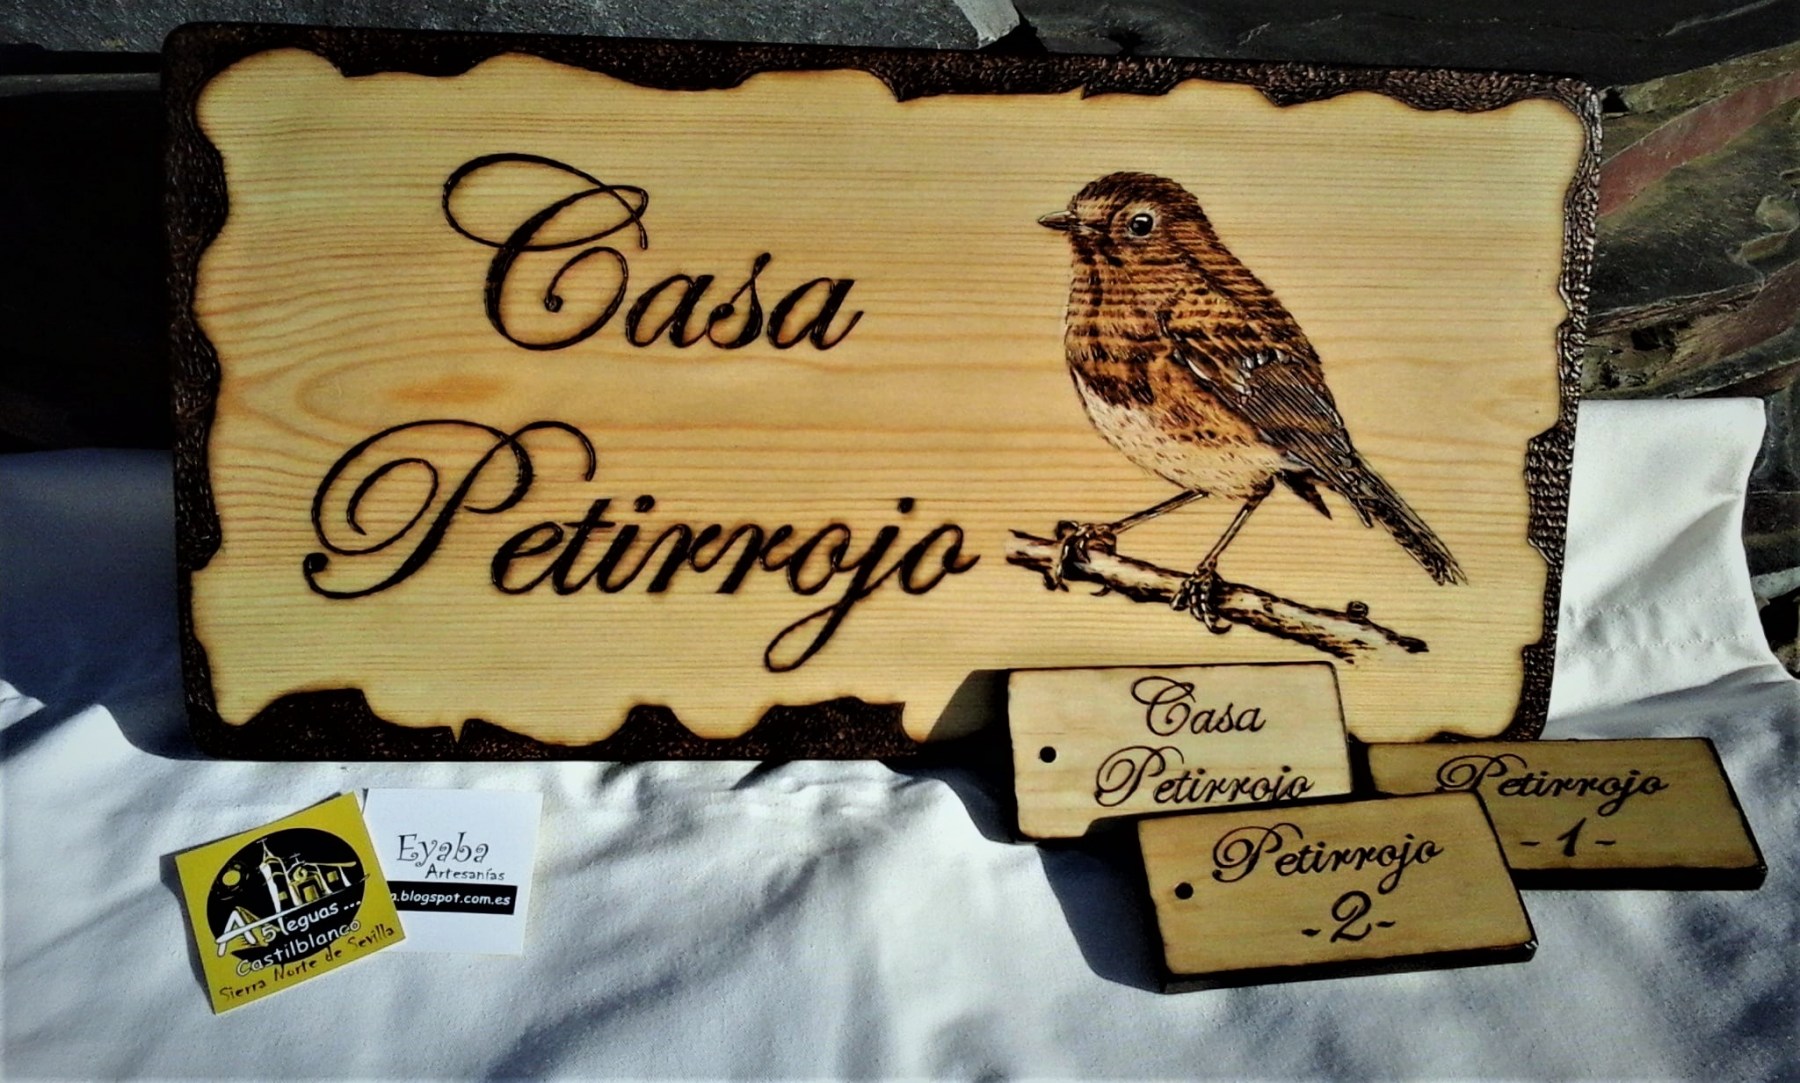 Casa
Petirrojo
Casa
Petirrojo
Petirrojo
- 1 -
Petirrojo
- 2 -
A 5 leguas...
Castilblanco
Sierra Norte de Sevilla
Eyaba
Artesanías
a.blogspot.com.es